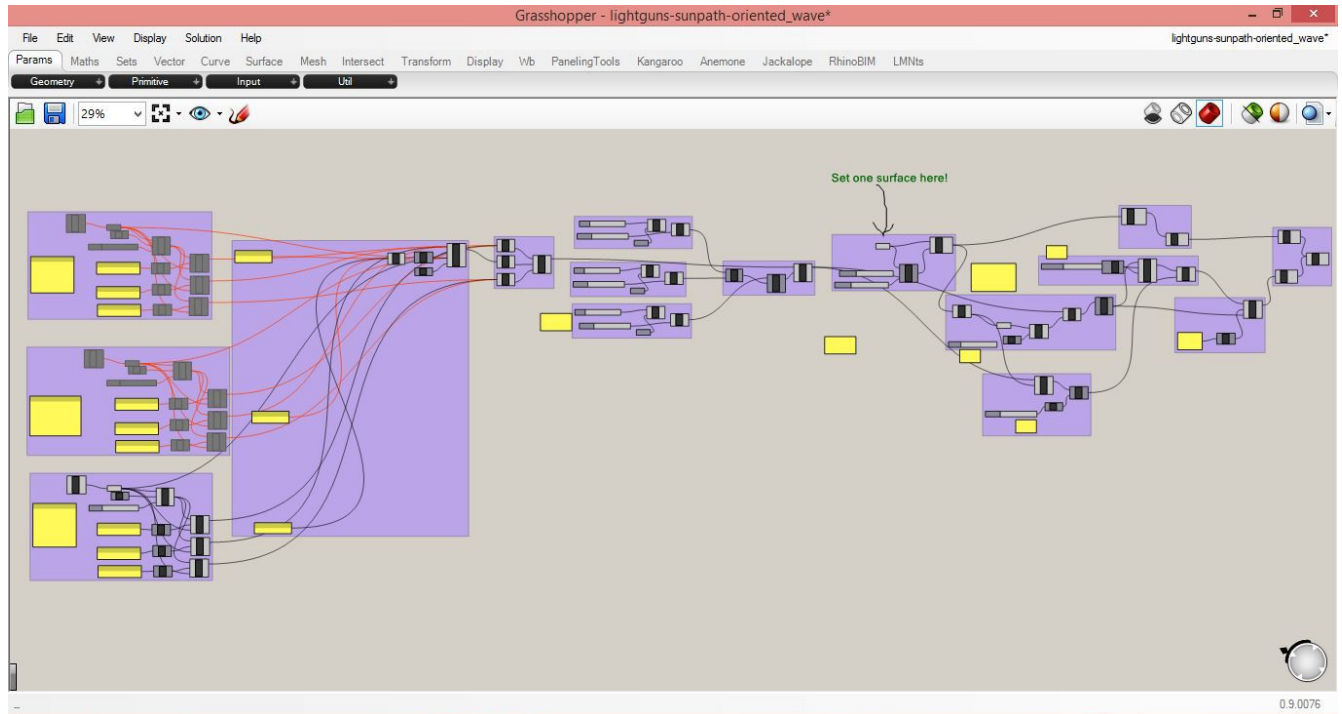 Grasshopper - lightguns-sunpath-oriented_wave*
File Edit View Display Solution Help lightguns-sunpath-oriented_wave*
Params Maths Sets Vector Curve Surface Mesh Intersect Transform Display Wb PanelingTools Kangaroo Anemone Jackalope RhinoBIM LMNts
Geometry Primitive Input Util
29%
Set one surface here!
0.9.0076